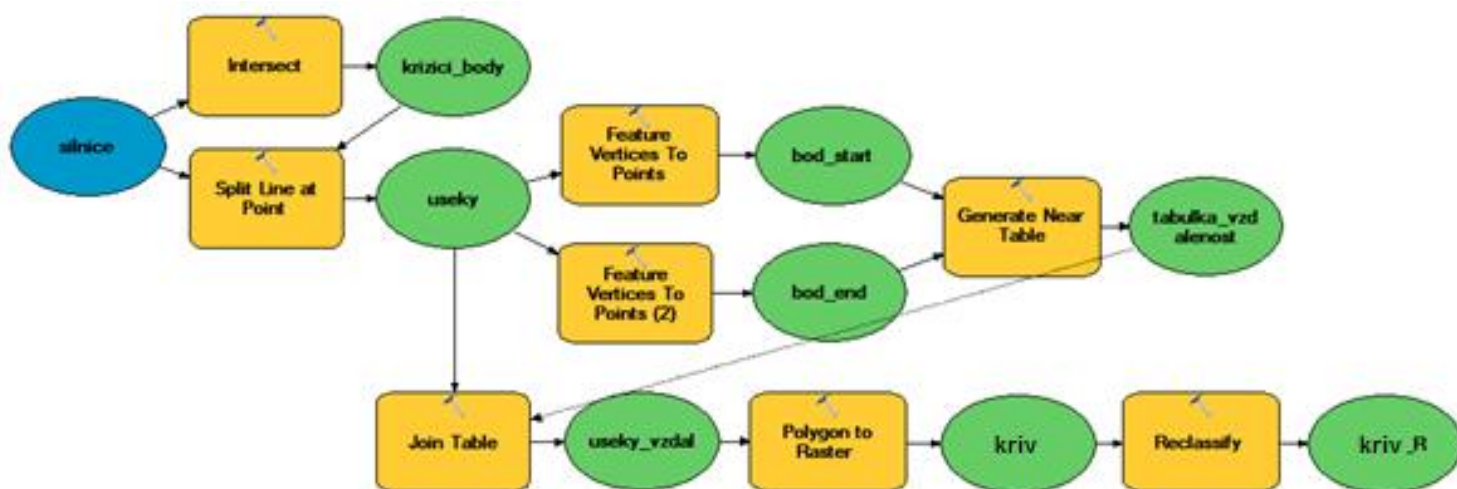 Intersect
krizici_body
silnice
Split Line at
Point
useky
Feature
Vertices To
Points
bod_start
Feature
Vertices To
Points (2)
bod_end
Generate Near
Table
tabulka_vzd
alenost
Join Table
useky_vzdal
Polygon to
Raster
kriv
Reclassify
kriv_R